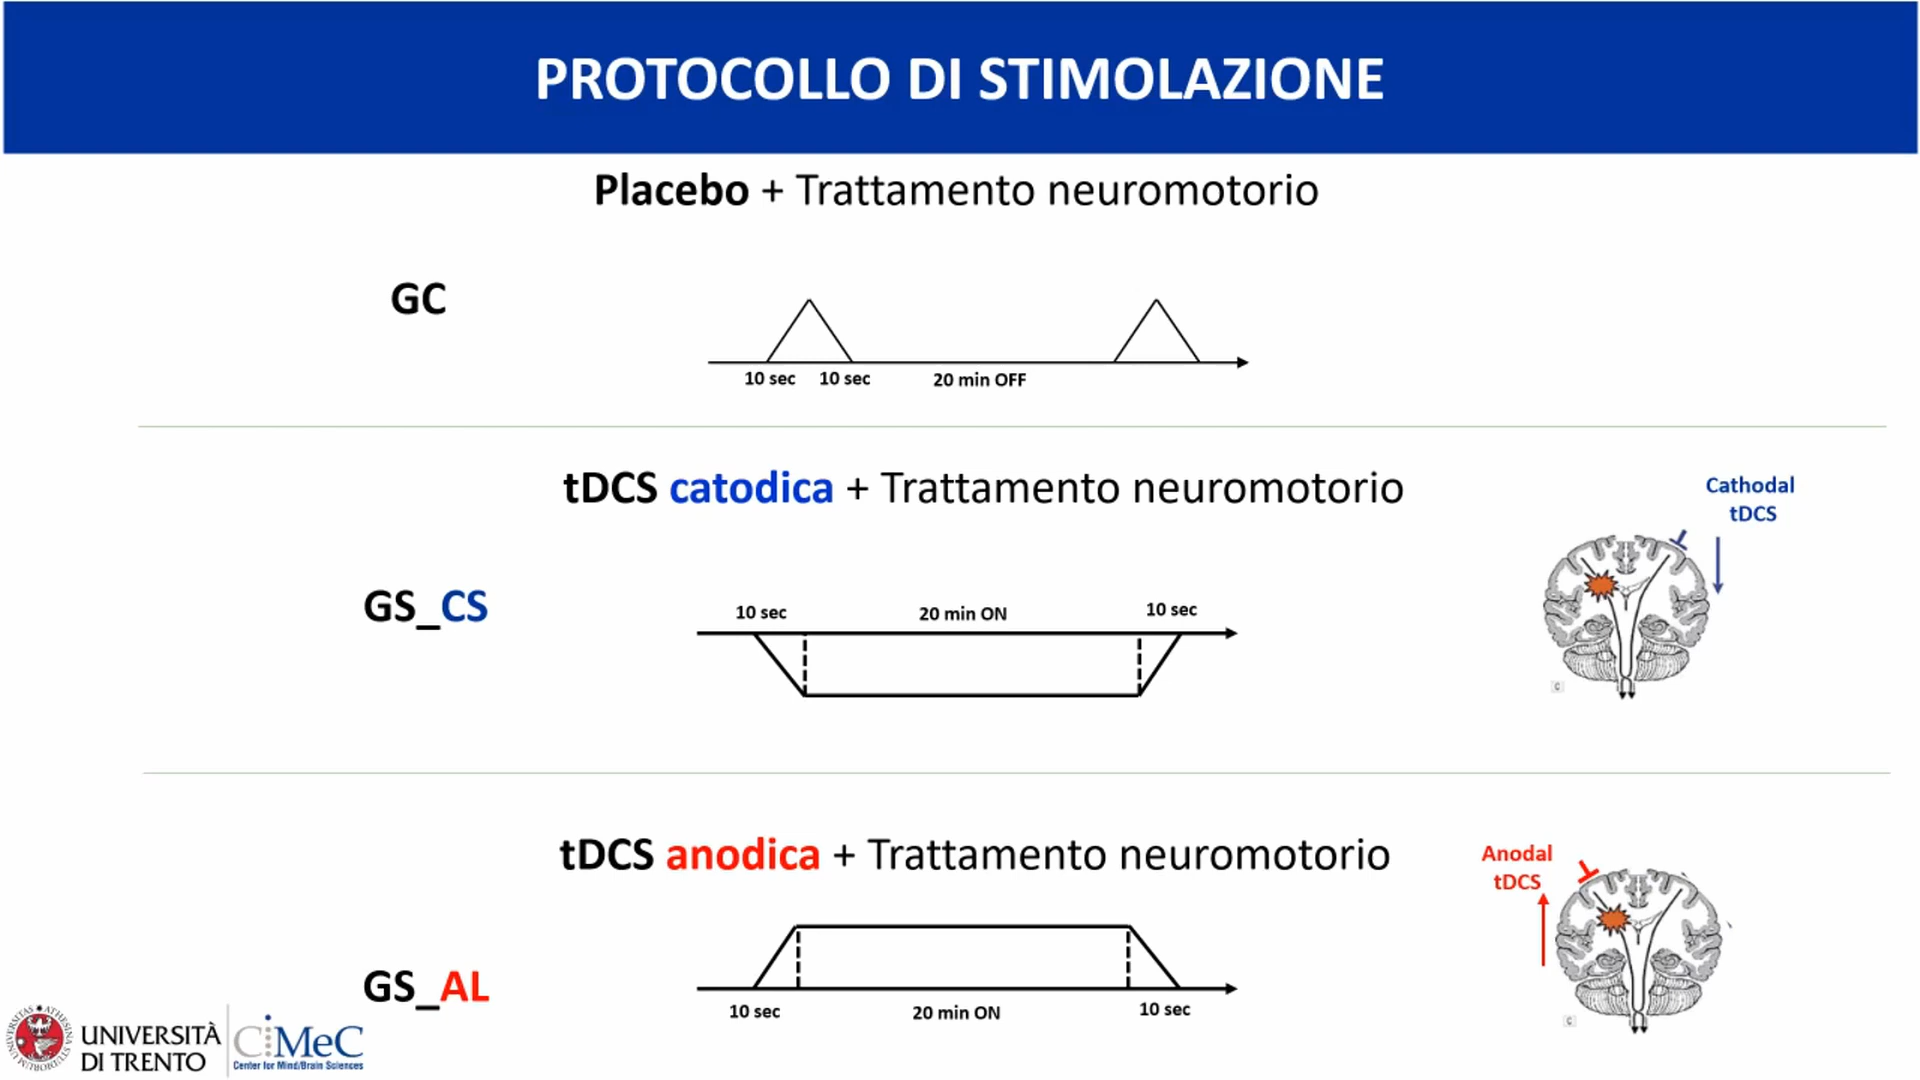 PROTOCOLLO DI STIMOLAZIONE
Placebo + Trattamento neuromotorio
GC
10 sec 10 sec 20 min OFF
tDCS catodica + Trattamento neuromotorio
Cathodal
tDCS
GS_CS
10 sec 20 min ON 10 sec
C
tDCS anodica + Trattamento neuromotorio
Anodal
tDCS
GS_AL
10 sec 20 min ON 10 sec
C
UNIVERSITÀ
DI TRENTO
CiMeC
Center for Mind/Brain Sciences